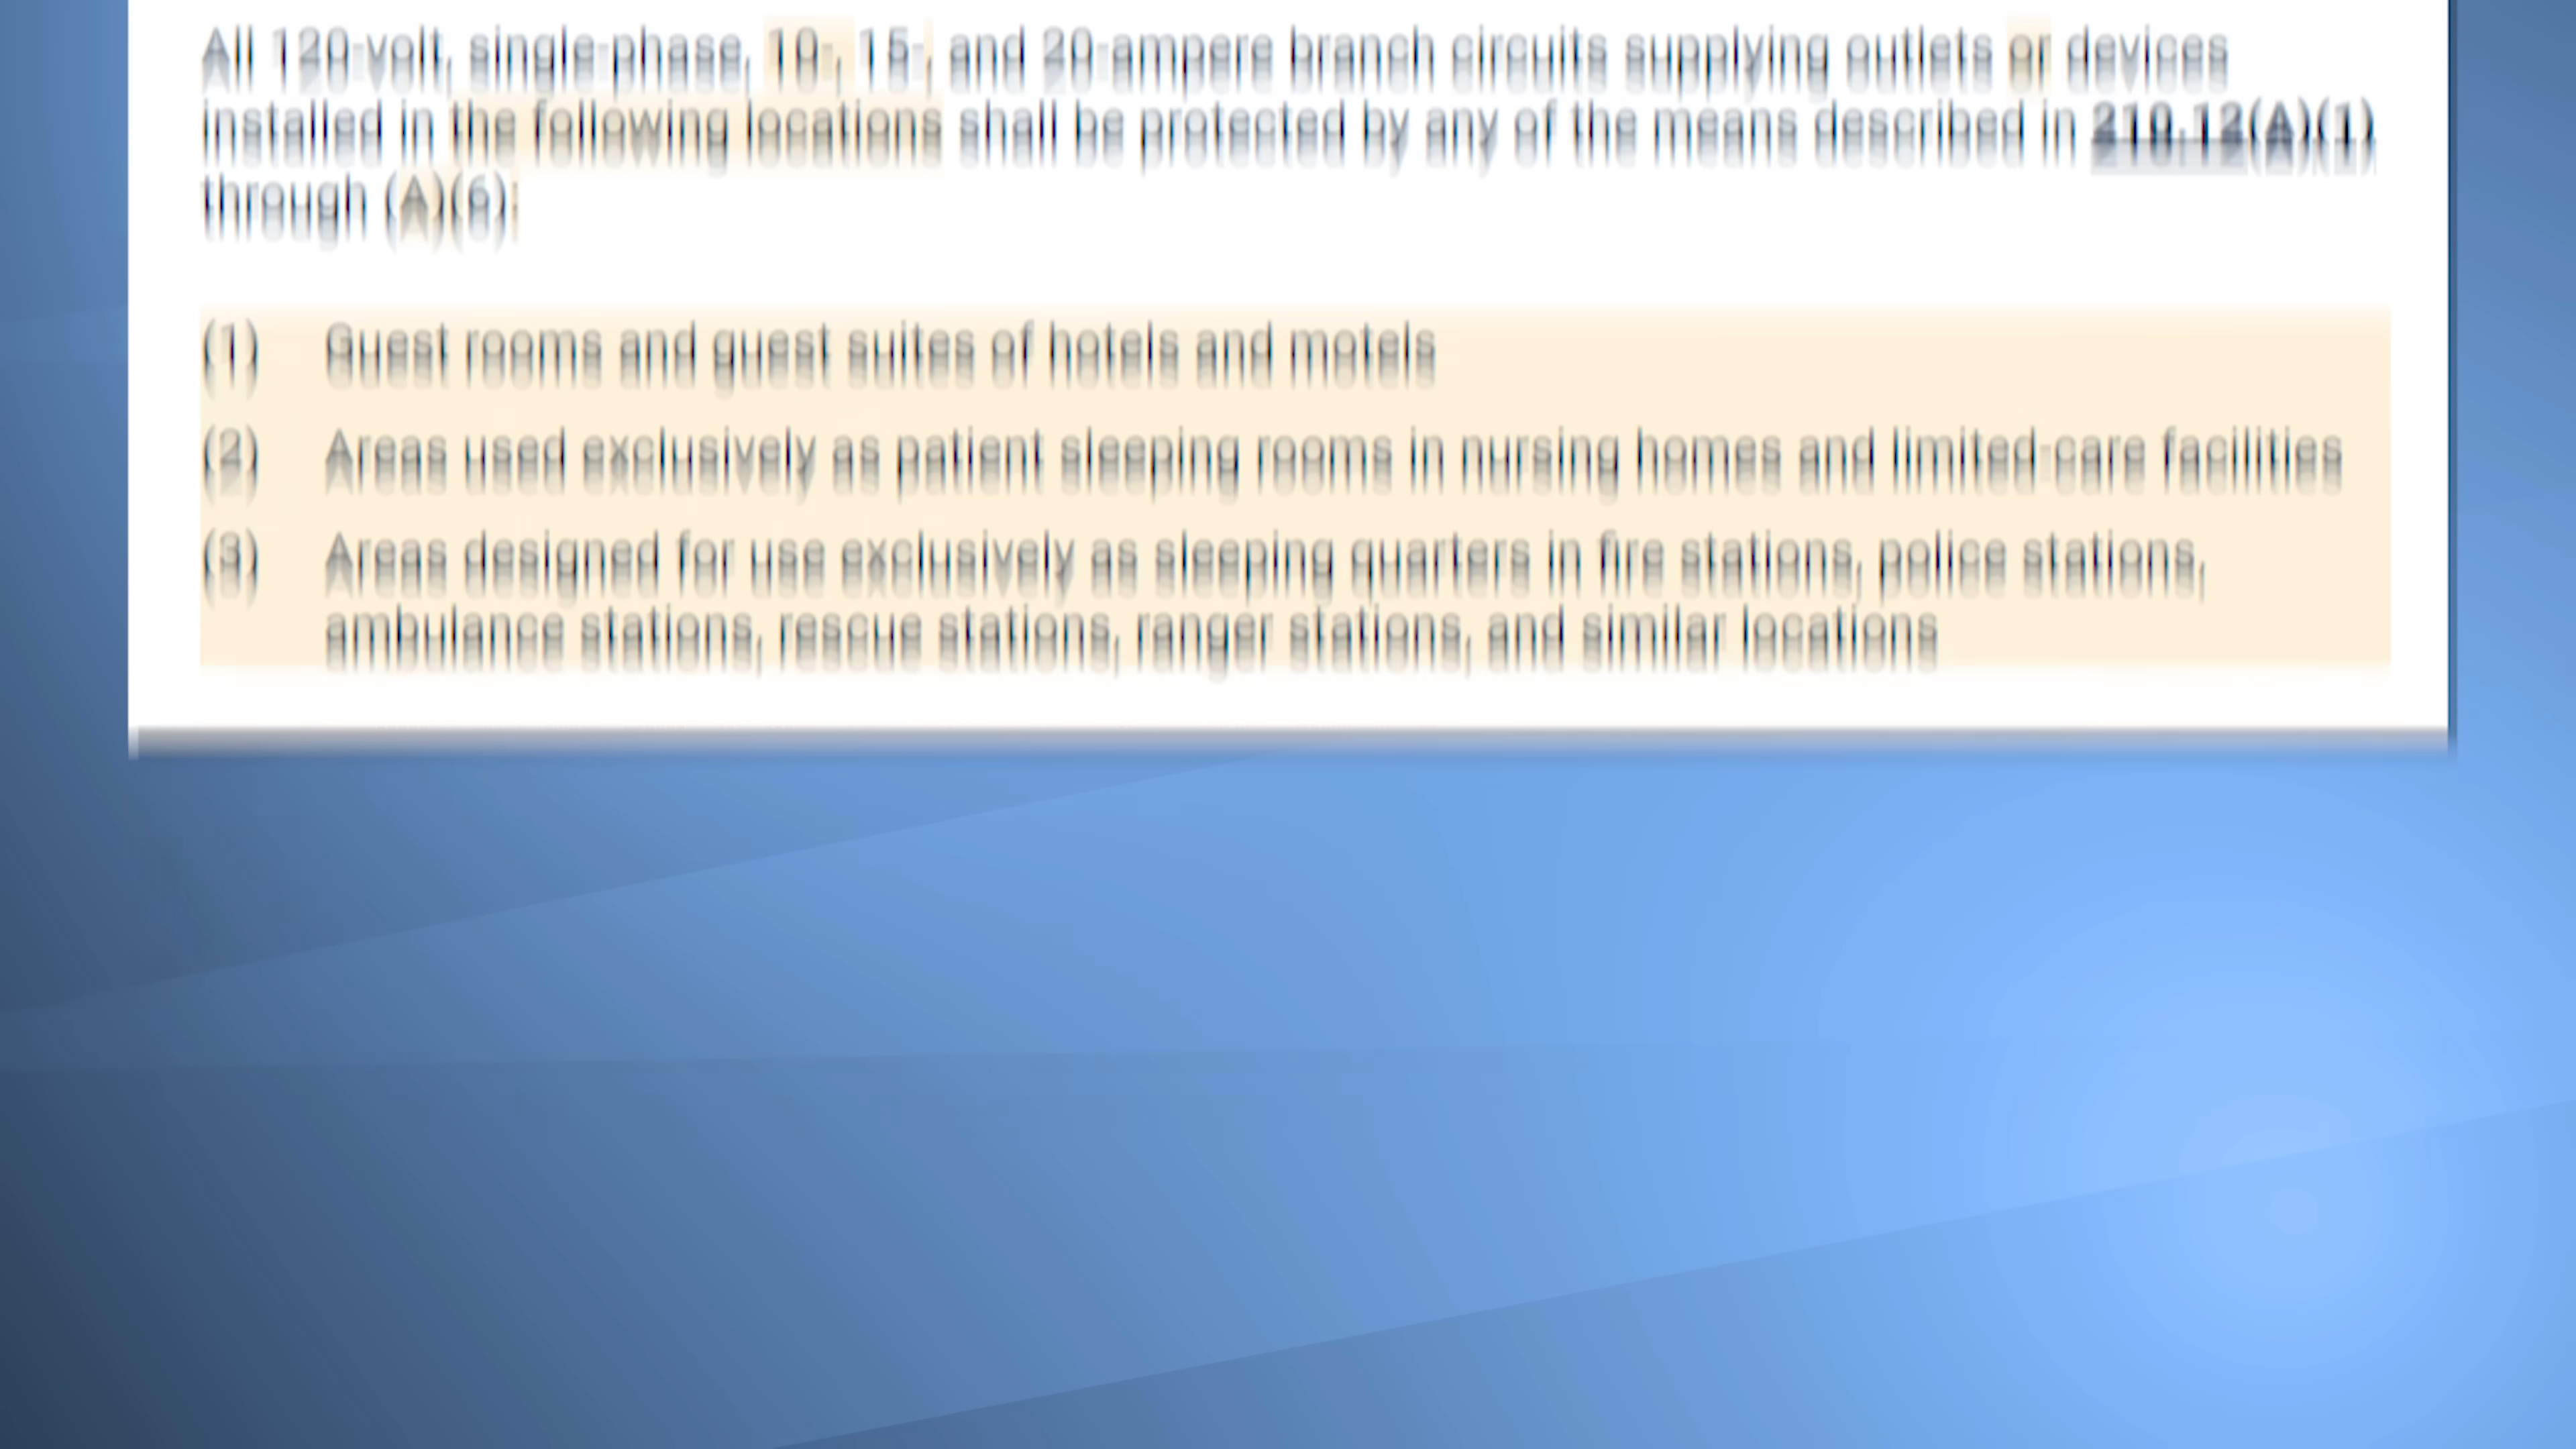 All 120-volt, single-phase, 10-, 15-, and 20-ampere branch circuits supplying outlets or devices
installed in the following locations shall be protected by any of the means described in 210.12(A)(1)
through (A)(6):
(1) Guest rooms and guest suites of hotels and motels
(2) Areas used exclusively as patient sleeping rooms in nursing homes and limited-care facilities
(3) Areas designed for use exclusively as sleeping quarters in fire stations, police stations,
ambulance stations, rescue stations, ranger stations, and similar locations